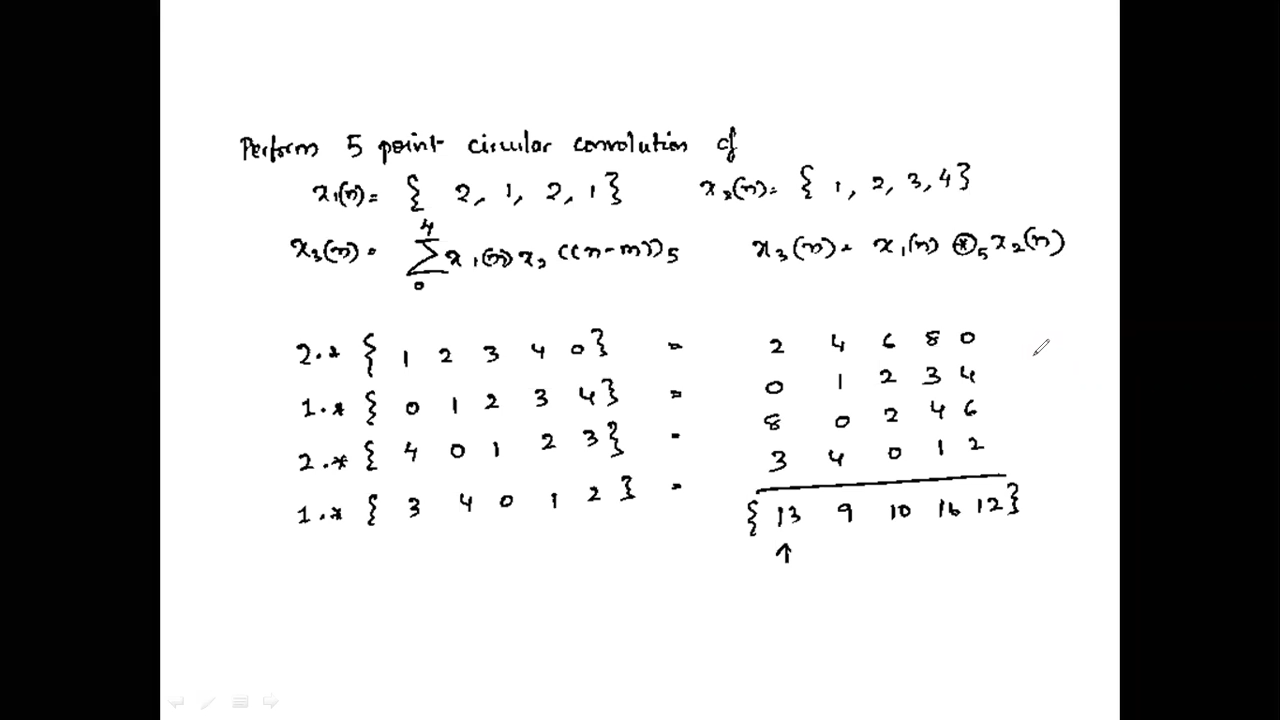 Perform 5 point circular convolution of
x₁(n)= { 2, 1, 2, 1} x₂(n)= { 1, 2, 3, 4}
x₃(n) = 4∑0 x₁(m) x₂ ((n-m))₅ x₃(n) = x₁(n) ⊛₅ x₂(n)
2.* { 1 2 3 4 0} = 2 4 6 8 0
1.* { 0 1 2 3 4} = 0 1 2 3 4
2.* { 4 0 1 2 3} = 8 0 2 4 6
1.* { 3 4 0 1 2 } = 3 4 0 1 2
{ 13 9 10 16 12}
↑